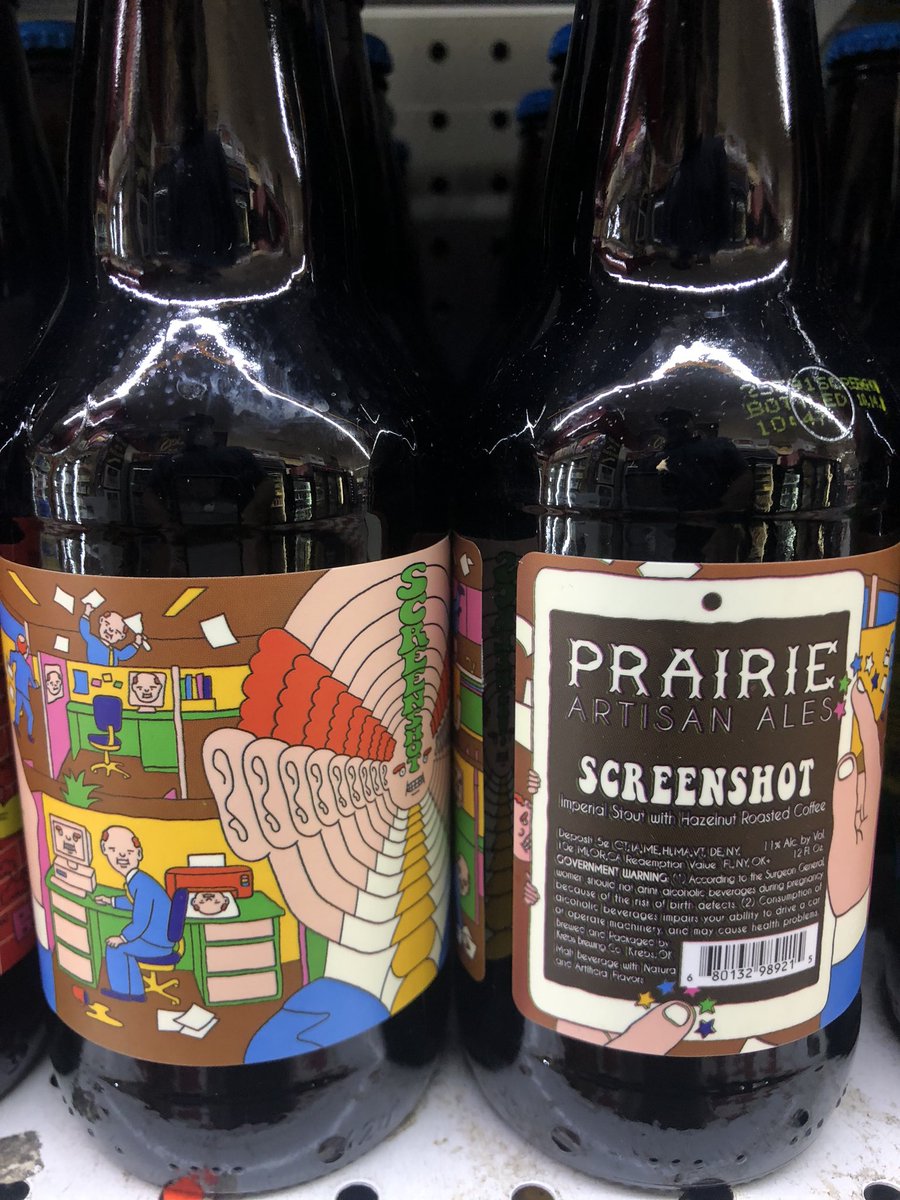 SCREENSHOT
PRAIRIE
ARTISAN ALES
SCREENSHOT
Imperial Stout with Hazelnut Roasted Coffee
Deposit 5¢ CT, IA, ME, HI, MA, VT, DE, NY,
10¢ MI, OR, CA Redemption Value
11% Alc. by Vol.
12 Fl. Oz.
GOVERNMENT WARNING: (1) According to the Surgeon General,
women should not drink alcoholic beverages during pregnancy
because of the risk of birth defects. (2) Consumption of
alcoholic beverages impairs your ability to drive a car
or operate machinery, and may cause health problems.
Brewed and Packaged by
Krebs Brewing Co. Krebs, OK
Malt Beverage with Natural
and Artificial Flavors
6 80132 98921 5